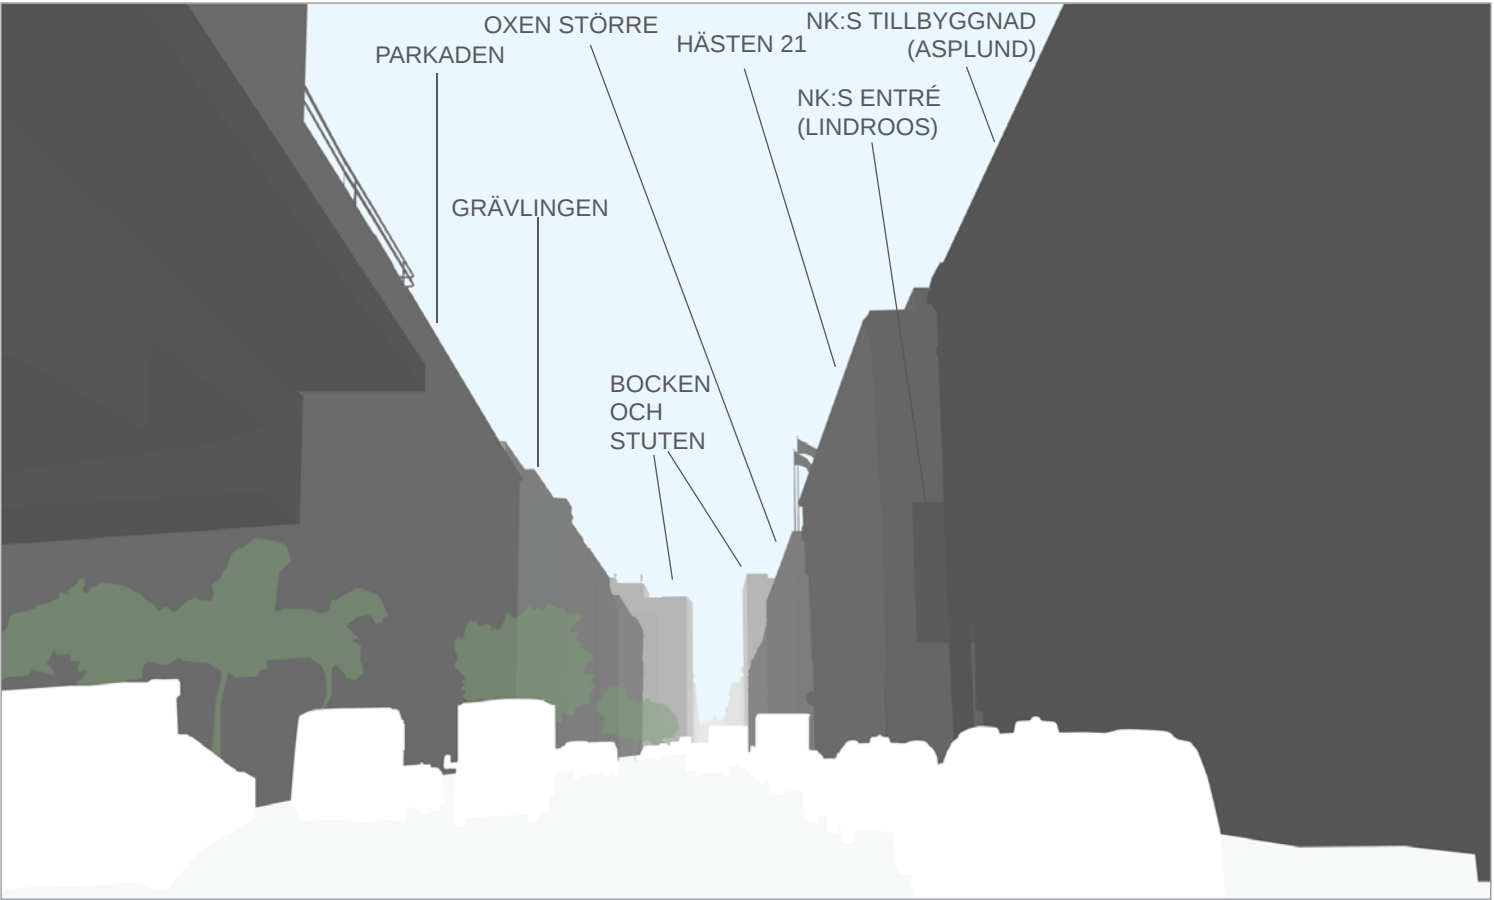 OXEN STÖRRE
PARKADEN
HÄSTEN 21
NK:S TILLBYGGNAD
(ASPLUND)
NK:S ENTRÉ
(LINDROOS)
GRÄVLINGEN
BOCKEN
OCH
STUTEN